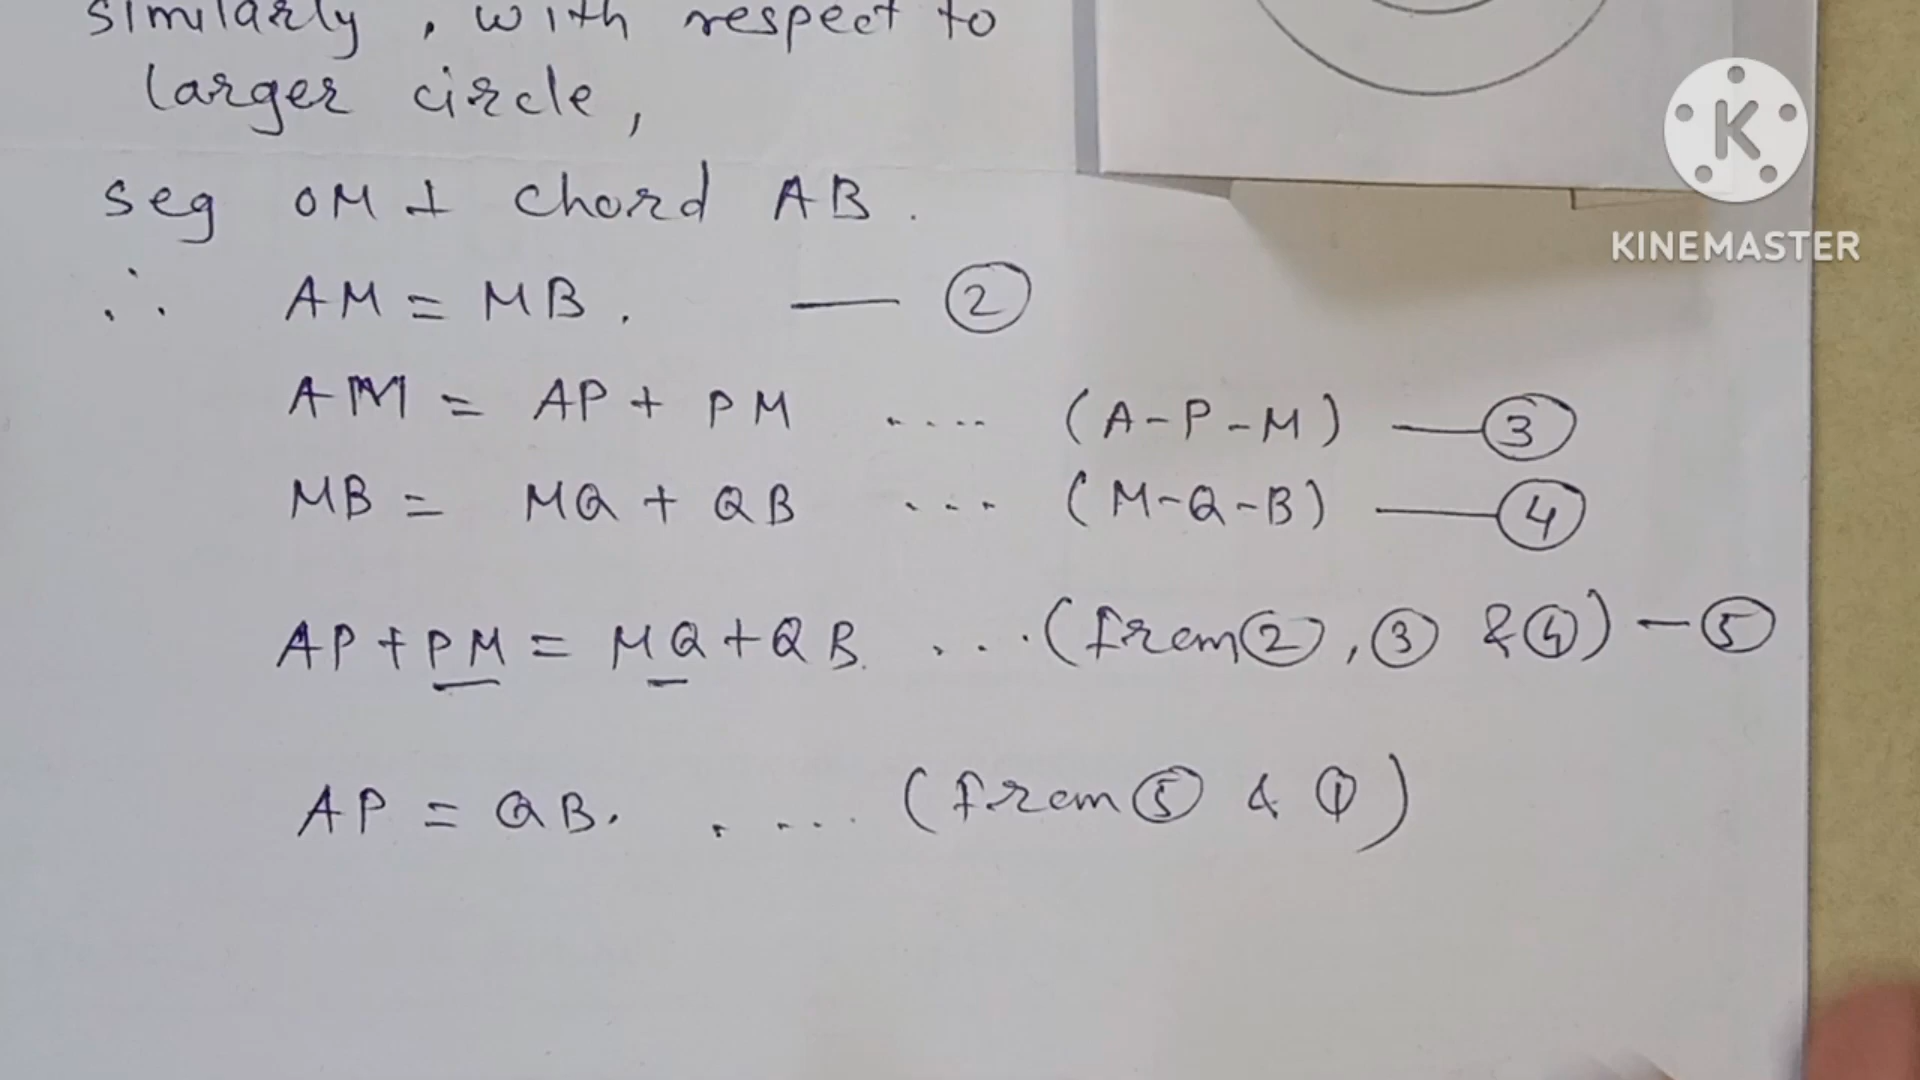 similarly, with respect to
larger circle,
seg OM ⊥ chord AB.
∴ AM = MB. — ②
AM = AP + PM .... (A-P-M) — ③
MB = MQ + QB ... (M-Q-B) — ④
AP + PM = MQ + QB. ... (from ②, ③ & ④) — ⑤
AP = QB. .... (from ⑤ & ①)
K
KINEMASTER